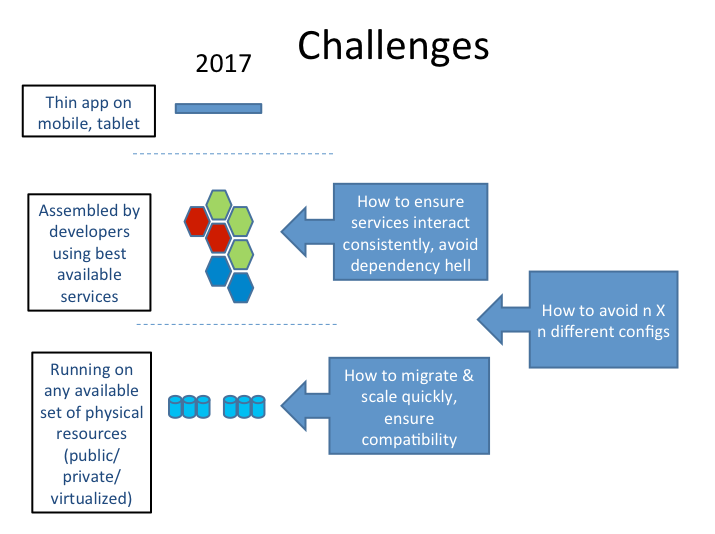 Challenges
2017
Thin app on
mobile, tablet
Assembled by
developers
using best
available
services
How to ensure
services interact
consistently, avoid
dependency hell
How to avoid n X
n different configs
Running on
any available
set of physical
resources
(public/
private/
virtualized)
How to migrate &
scale quickly,
ensure
compatibility